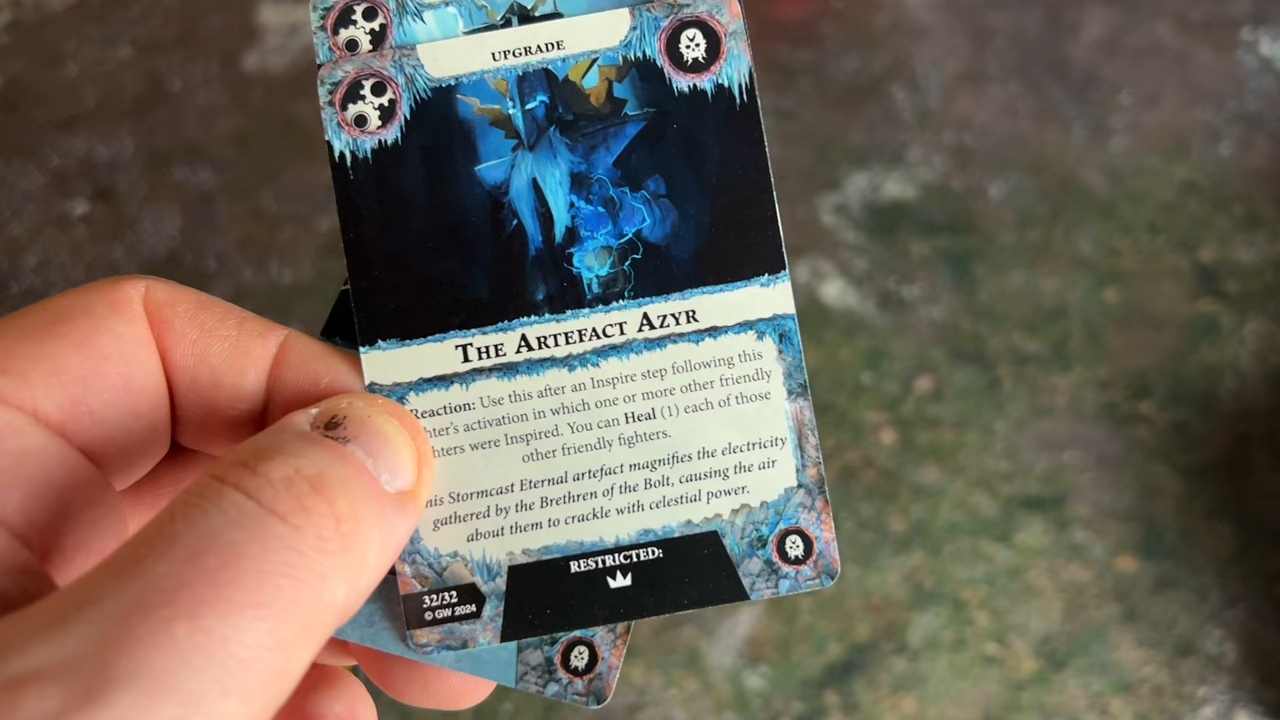 UPGRADE
THE ARTEFACT AZYR
Reaction: Use this after an Inspire step following this
activation in which one or more other friendly
were Inspired. You can Heal (1) each of those
other friendly fighters.
Stormcast Eternal artefact magnifies the electricity
gathered by the Brethren of the Bolt, causing the air
about them to crackle with celestial power.
RESTRICTED:
32/32
© GW 2024